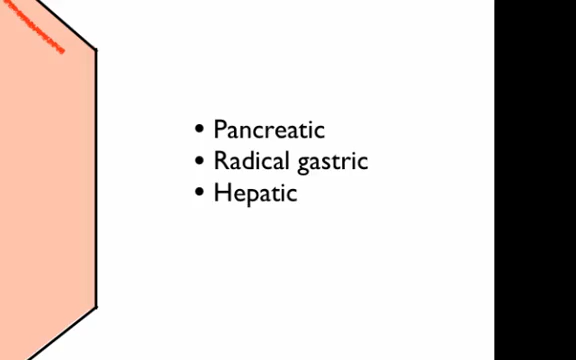 • Pancreatic
• Radical gastric
• Hepatic